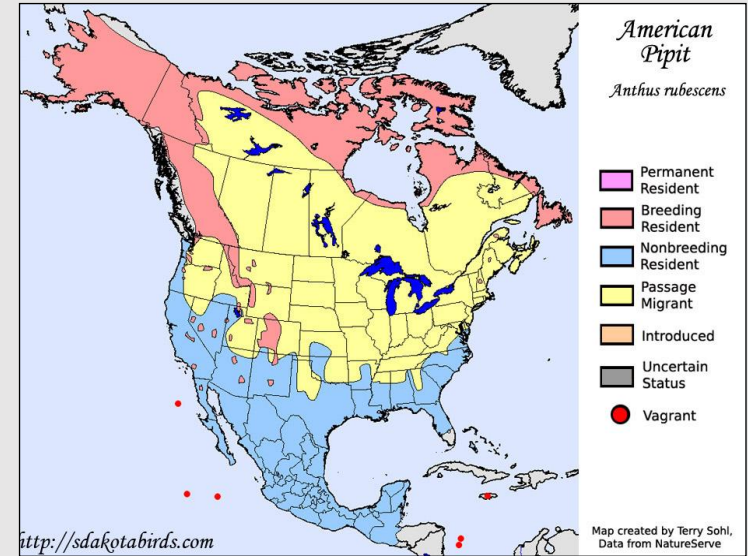 American
Pipit
Anthus rubescens
Permanent
Resident
Breeding
Resident
Nonbreeding
Resident
Passage
Migrant
Introduced
Uncertain
Status
Vagrant
Map created by Terry Sohl,
Data from NatureServe
http://sdakotabirds.com